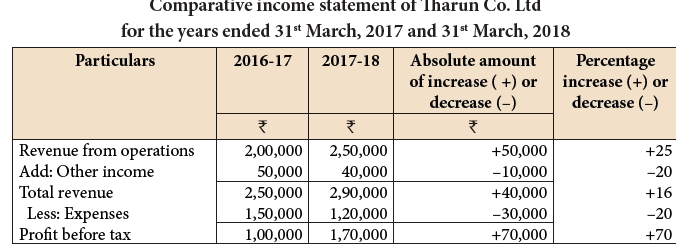 Comparative income statement of Tharun Co. Ltd
for the years ended 31st March, 2017 and 31st March, 2018
Particulars 2016-17 2017-18 Absolute amount of increase ( +) or decrease (–) Percentage increase (+) or decrease (–)
₹ ₹ ₹
Revenue from operations 2,00,000 2,50,000 +50,000 +25
Add: Other income 50,000 40,000 –10,000 –20
Total revenue 2,50,000 2,90,000 +40,000 +16
Less: Expenses 1,50,000 1,20,000 –30,000 –20
Profit before tax 1,00,000 1,70,000 +70,000 +70